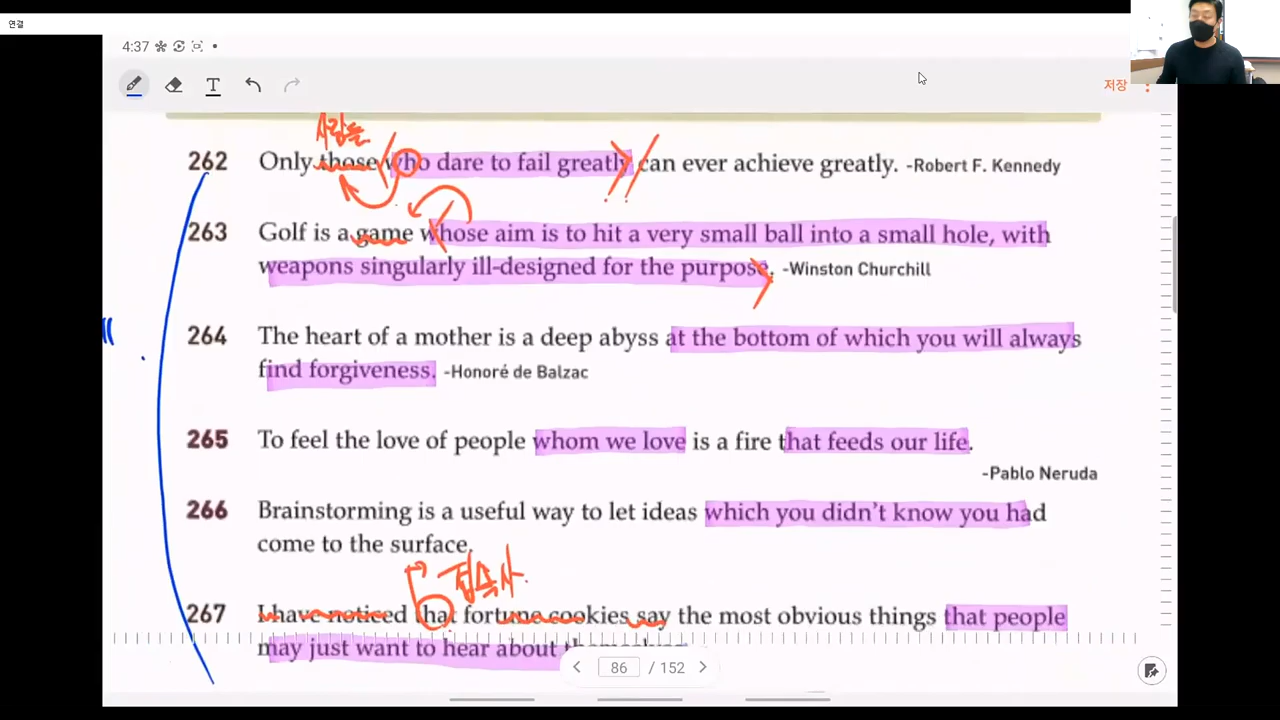 연결
4:37
T
저장
사람들
262 Only those who dare to fail greatly can ever achieve greatly. -Robert F. Kennedy
263 Golf is a game whose aim is to hit a very small ball into a small hole, with
weapons singularly ill-designed for the purpose. -Winston Churchill
264 The heart of a mother is a deep abyss at the bottom of which you will always
find forgiveness. -Honoré de Balzac
265 To feel the love of people whom we love is a fire that feeds our life.
-Pablo Neruda
266 Brainstorming is a useful way to let ideas which you didn't know you had
come to the surface.
접속사
267 I have noticed that fortune cookies say the most obvious things that people
may just want to hear about
86 / 152